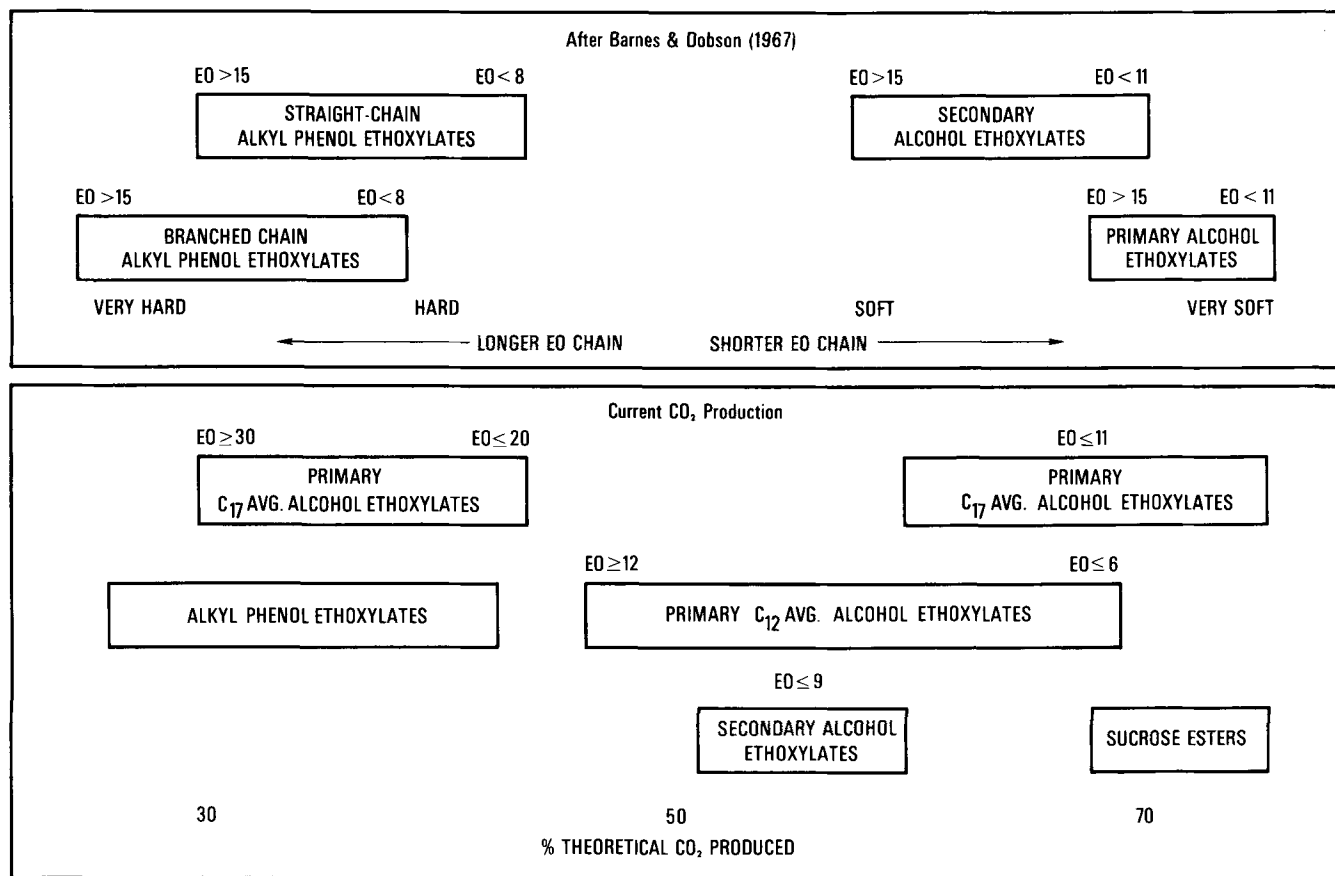 After Barnes & Dobson (1967)
EO >15 EO < 8 EO >15 EO < 11
STRAIGHT-CHAIN
ALKYL PHENOL ETHOXYLATES
SECONDARY
ALCOHOL ETHOXYLATES
EO >15 EO < 8 EO > 15 EO < 11
BRANCHED CHAIN
ALKYL PHENOL ETHOXYLATES
PRIMARY ALCOHOL
ETHOXYLATES
VERY HARD HARD SOFT VERY SOFT
LONGER EO CHAIN SHORTER EO CHAIN
Current CO₂ Production
EO ≥ 30 EO ≤ 20 EO ≤ 11
PRIMARY
C₁₇ AVG. ALCOHOL ETHOXYLATES
PRIMARY
C₁₇ AVG. ALCOHOL ETHOXYLATES
EO ≥ 12 EO ≤ 6
ALKYL PHENOL ETHOXYLATES
PRIMARY C₁₂ AVG. ALCOHOL ETHOXYLATES
EO ≤ 9
SECONDARY ALCOHOL
ETHOXYLATES
SUCROSE ESTERS
30 50 70
% THEORETICAL CO₂ PRODUCED